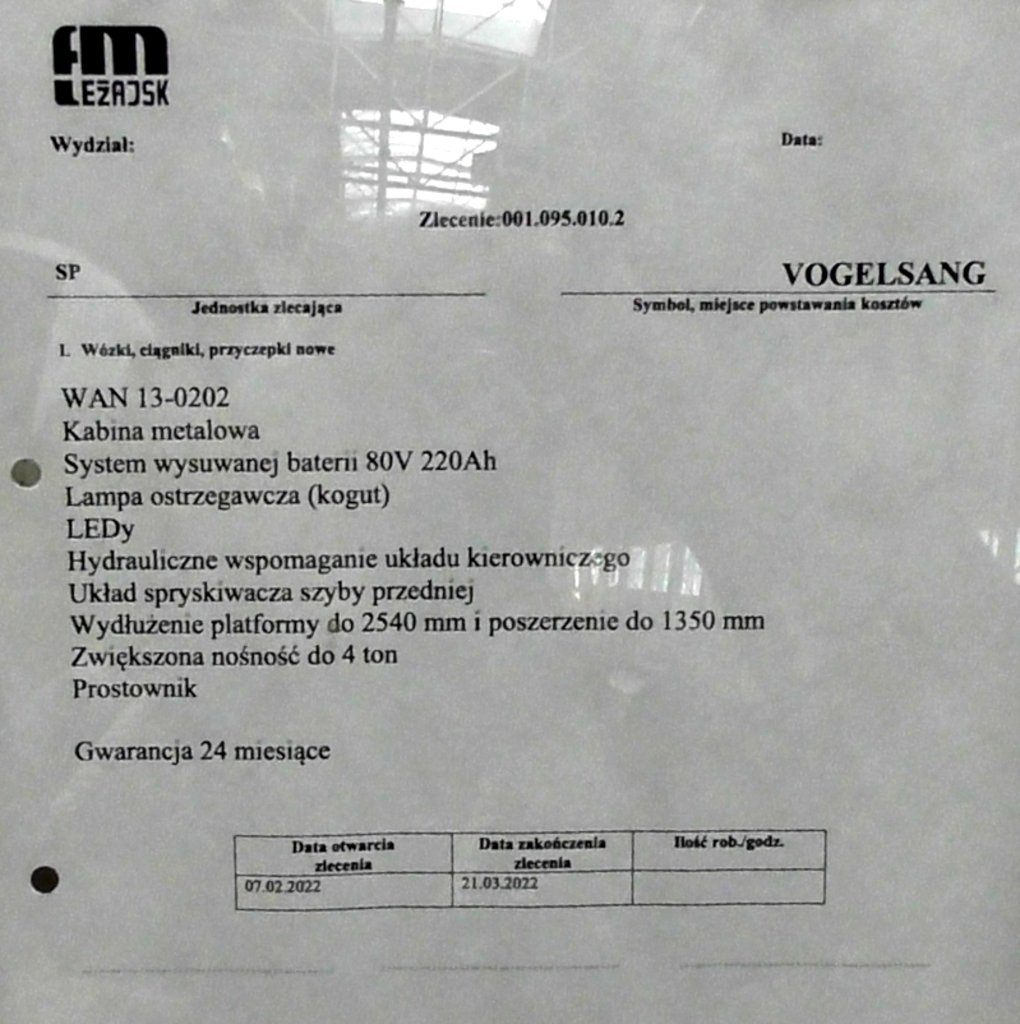 FM
LEŻAJSK
Wydział:
Data:
Zlecenie:001.095.010.2
SP
VOGELSANG
Jednostka zlecająca
Symbol, miejsce powstawania kosztów
I. Wózki, ciągniki, przyczepki nowe
WAN 13-0202
Kabina metalowa
System wysuwanej baterii 80V 220Ah
Lampa ostrzegawcza (kogut)
LEDy
Hydrauliczne wspomaganie układu kierowniczego
Układ spryskiwacza szyby przedniej
Wydłużenie platformy do 2540 mm i poszerzenie do 1350 mm
Zwiększona nośność do 4 ton
Prostownik
Gwarancja 24 miesiące
Data otwarcia
zlecenia
Data zakończenia
zlecenia
Ilość rob./godz.
07.02.2022
21.03.2022